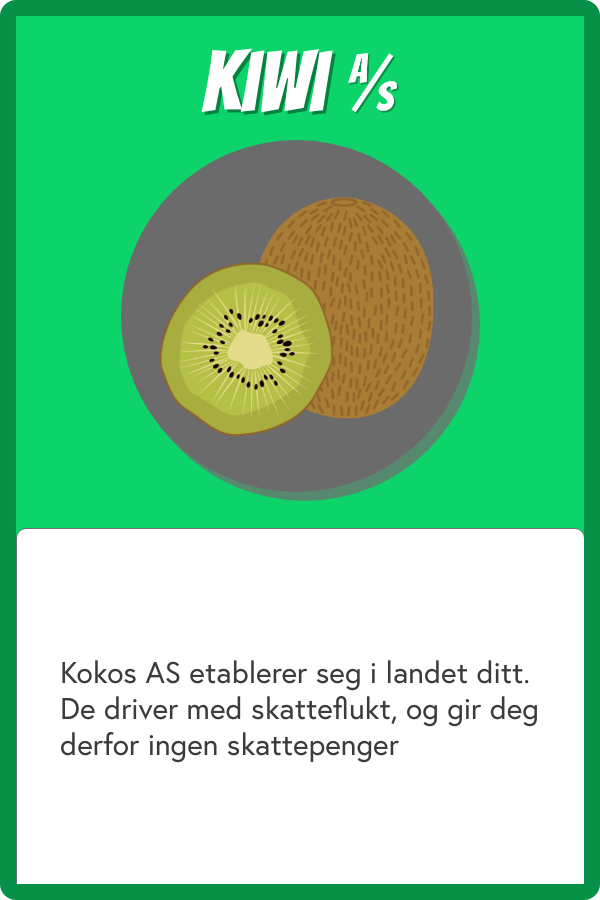 KIWI A/S
Kokos AS etablerer seg i landet ditt.
De driver med skatteflukt, og gir deg
derfor ingen skattepenger